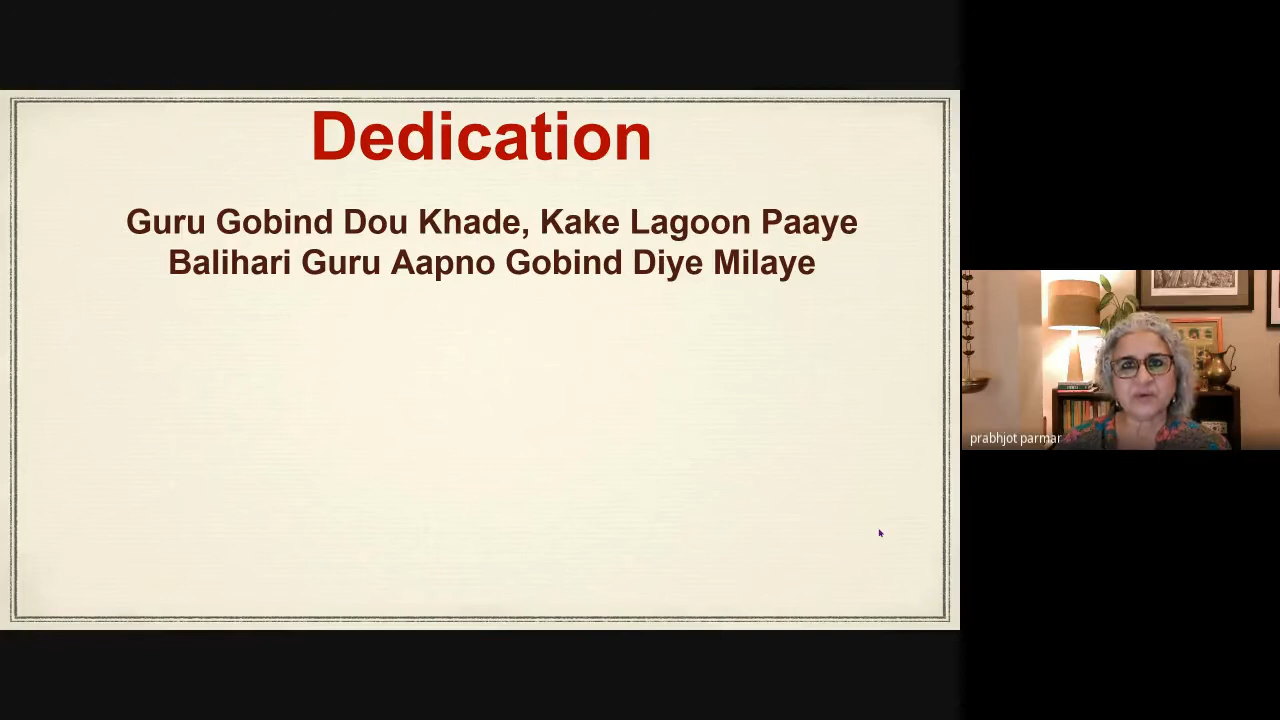 Dedication
Guru Gobind Dou Khade, Kake Lagoon Paaye
Balihari Guru Aapno Gobind Diye Milaye
prabhjot parmar